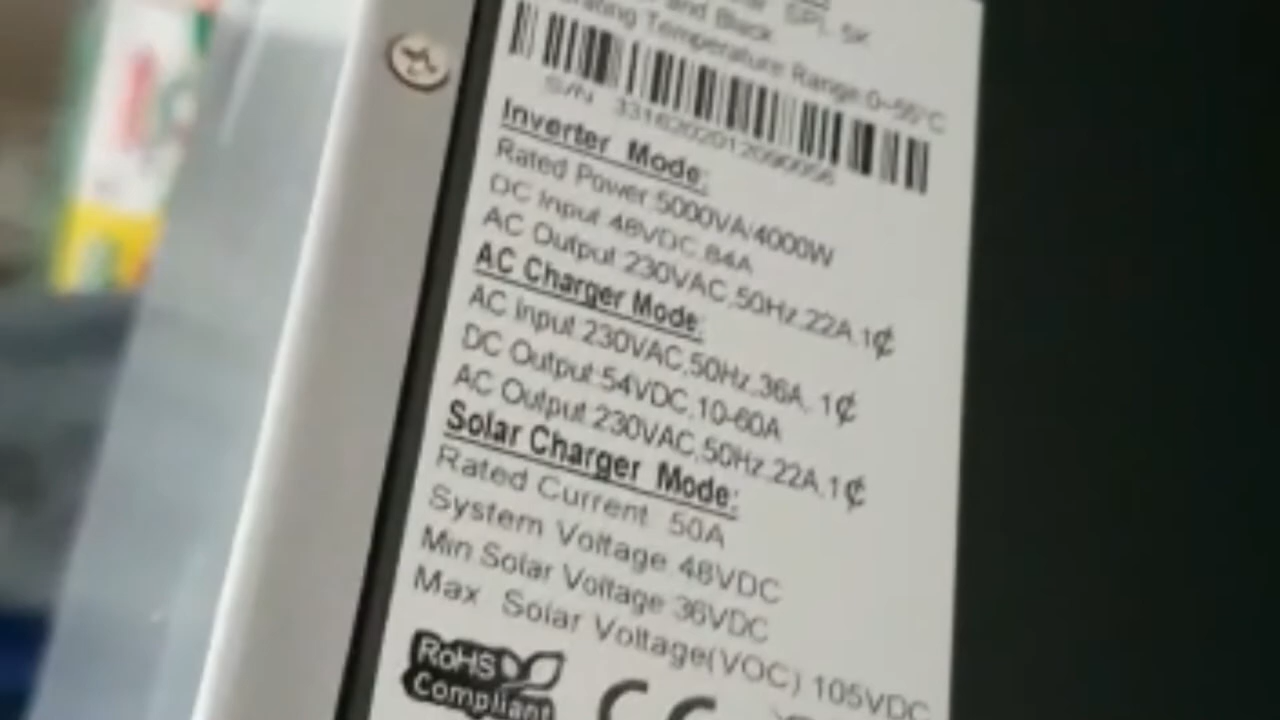 SPI. 5K
and Black
rating Temperature Range:0~55°C
S/N:
Inverter Mode:
Rated Power:5000VA/4000W
DC Input:48VDC,84A
AC Output:230VAC,50Hz,22A,1¢
AC Charger Mode:
AC Input:230VAC,50Hz,36A, 1¢
DC Output:54VDC,10-60A
AC Output:230VAC,50Hz,22A,1¢
Solar Charger Mode:
Rated Current 50A
System Voltage 48VDC
Min Solar Voltage 36VDC
Max Solar Voltage(VOC) 105VDC
RoHS
Compliant
CE